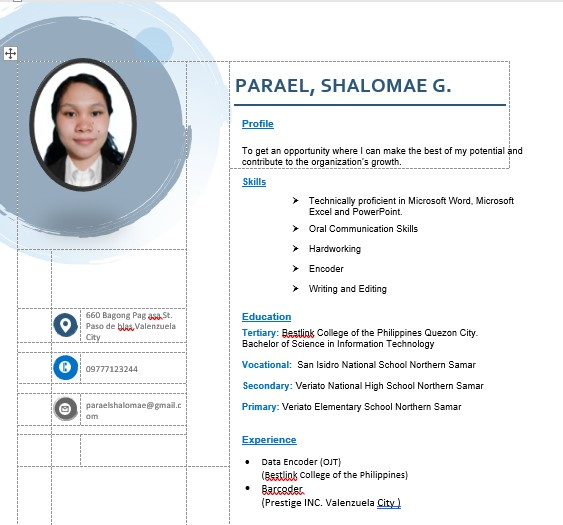 PARAEL, SHALOMAE G.
Profile
To get an opportunity where I can make the best of my potential and
contribute to the organization's growth.
Skills
Technically proficient in Microsoft Word, Microsoft
Excel and PowerPoint.
Oral Communication Skills
Hardworking
Encoder
Writing and Editing
660 Bagong Pag asa St.
Paso de blas Valenzuela
City
09777123244
paraelshalomae@gmail.c
om
Education
Tertiary: Bestlink College of the Philippines Quezon City.
Bachelor of Science in Information Technology
Vocational: San Isidro National School Northern Samar
Secondary: Veriato National High School Northern Samar
Primary: Veriato Elementary School Northern Samar
Experience
Data Encoder (OJT)
(Bestlink College of the Philippines)
Barcoder
(Prestige INC. Valenzuela City )